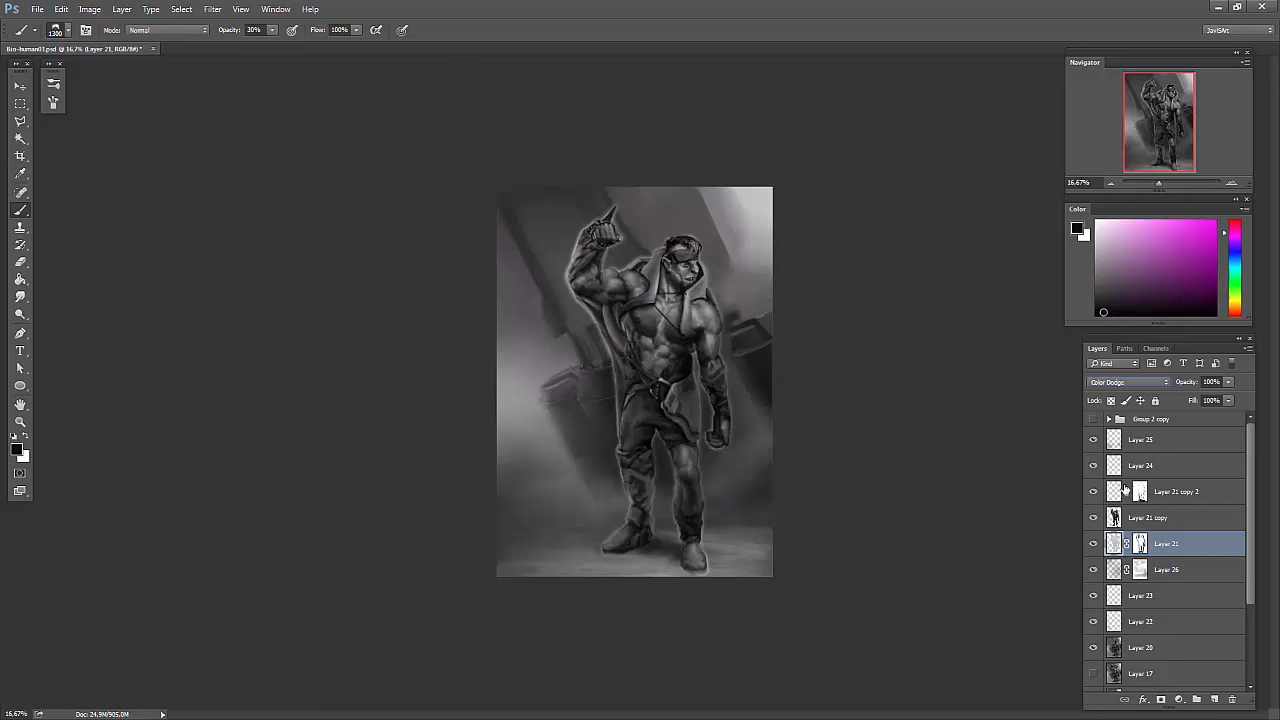 Ps File Edit Image Layer Type Select Filter View Window Help
1300 Mode: Normal Opacity: 30% Flow: 100% JaviSArt
Bio-human01.psd @ 16,7% (Layer 21, RGB/8#) *
Navigator
16,67%
Color
Layers Paths Channels
Kind
Color Dodge Opacity: 100%
Lock: Fill: 100%
Group 2 copy
Layer 25
Layer 24
Layer 21 copy 2
Layer 21 copy
Layer 21
Layer 26
Layer 23
Layer 22
Layer 20
Layer 17
fx
16,67% Doc: 24,9M/905,0M